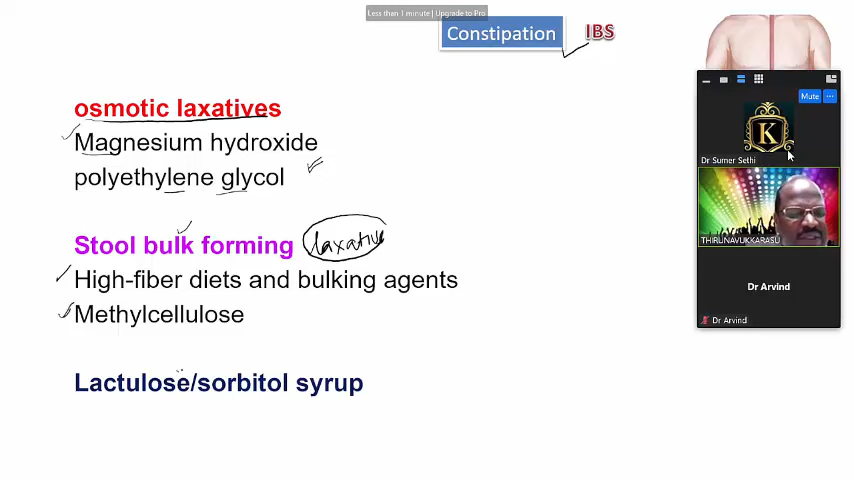 Less than 1 minute | Upgrade to Pro
Constipation IBS
osmotic laxatives
Magnesium hydroxide
polyethylene glycol
Stool bulk forming laxative
High-fiber diets and bulking agents
Methylcellulose
Lactulose/sorbitol syrup
Mute
K
Dr Sumer Sethi
THIRUNAVUKKARASU
Dr Arvind
Dr Arvind